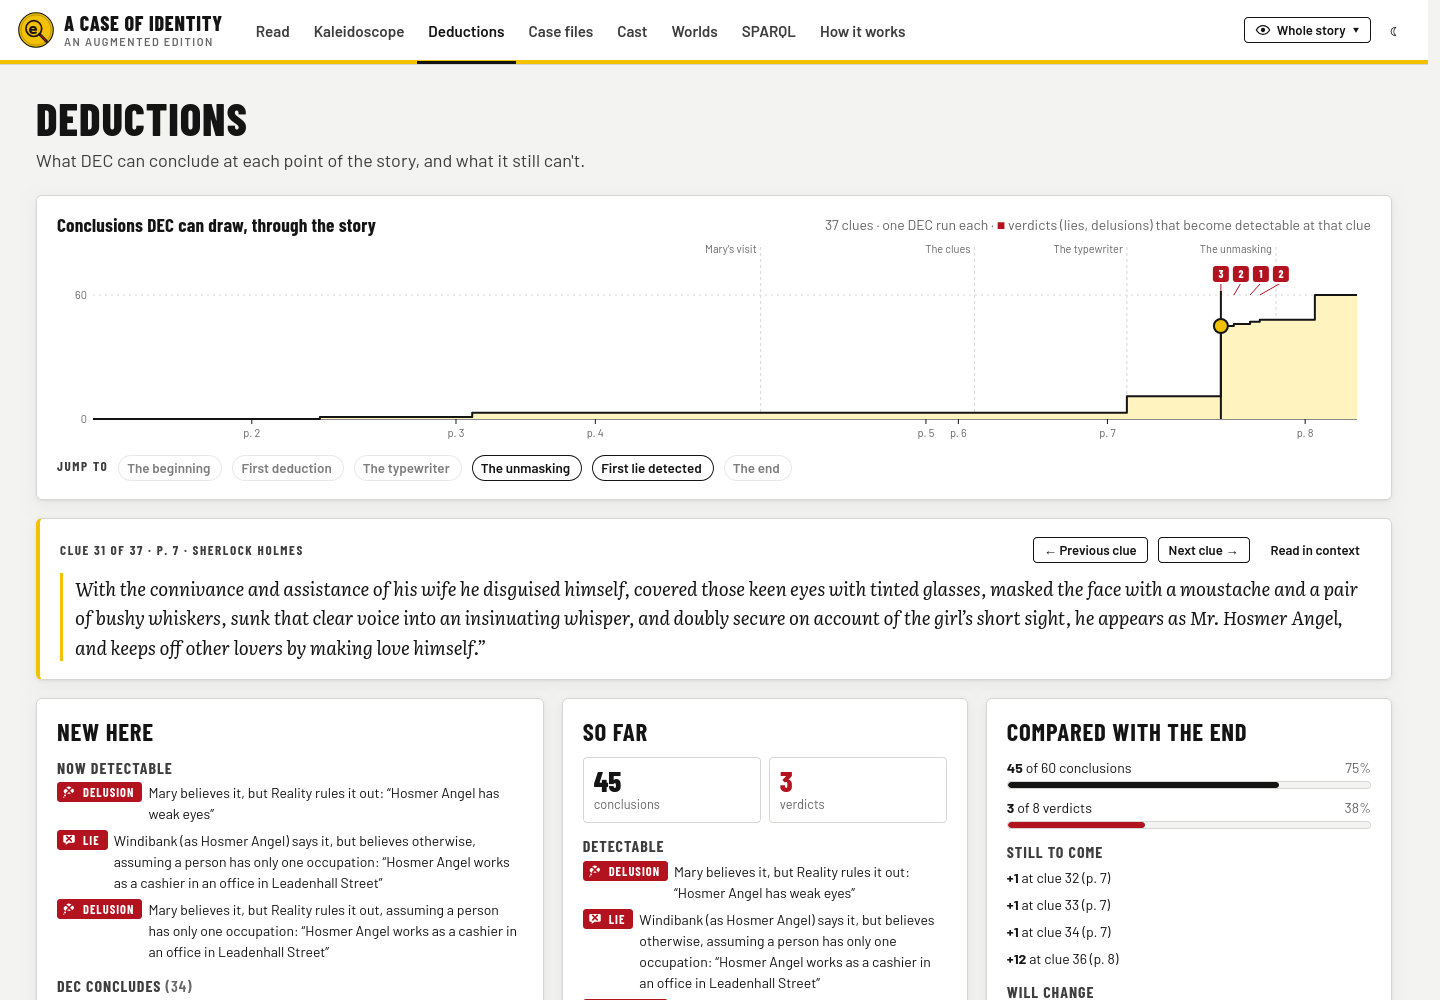 A CASE OF IDENTITY
AN AUGMENTED EDITION
Read Kaleidoscope Deductions Case files Cast Worlds SPARQL How it works
Whole story ▾
DEDUCTIONS
What DEC can conclude at each point of the story, and what it still can't.
Conclusions DEC can draw, through the story
37 clues · one DEC run each · ■ verdicts (lies, delusions) that become detectable at that clue
Mary's visit The clues The typewriter The unmasking
3 2 1 2
60
0
p. 2 p. 3 p. 4 p. 5 p. 6 p. 7 p. 8
JUMP TO The beginning First deduction The typewriter The unmasking First lie detected The end
CLUE 31 OF 37 · P. 7 · SHERLOCK HOLMES
← Previous clue Next clue → Read in context
With the connivance and assistance of his wife he disguised himself, covered those keen eyes with tinted glasses, masked the face with a moustache and a pair
of bushy whiskers, sunk that clear voice into an insinuating whisper, and doubly secure on account of the girl’s short sight, he appears as Mr. Hosmer Angel,
and keeps off other lovers by making love himself.”
NEW HERE
NOW DETECTABLE
DELUSION Mary believes it, but Reality rules it out: “Hosmer Angel has
weak eyes”
LIE Windibank (as Hosmer Angel) says it, but believes otherwise,
assuming a person has only one occupation: “Hosmer Angel works
as a cashier in an office in Leadenhall Street”
DELUSION Mary believes it, but Reality rules it out, assuming a person
has only one occupation: “Hosmer Angel works as a cashier in
an office in Leadenhall Street”
DEC CONCLUDES (34)
SO FAR
45
conclusions
3
verdicts
DETECTABLE
DELUSION Mary believes it, but Reality rules it out:
“Hosmer Angel has weak eyes”
LIE Windibank (as Hosmer Angel) says it, but believes
otherwise, assuming a person has only one
occupation: “Hosmer Angel works as a cashier in
an office in Leadenhall Street”
COMPARED WITH THE END
45 of 60 conclusions 75%
3 of 8 verdicts 38%
STILL TO COME
+1 at clue 32 (p. 7)
+1 at clue 33 (p. 7)
+1 at clue 34 (p. 7)
+12 at clue 36 (p. 8)
WILL CHANGE